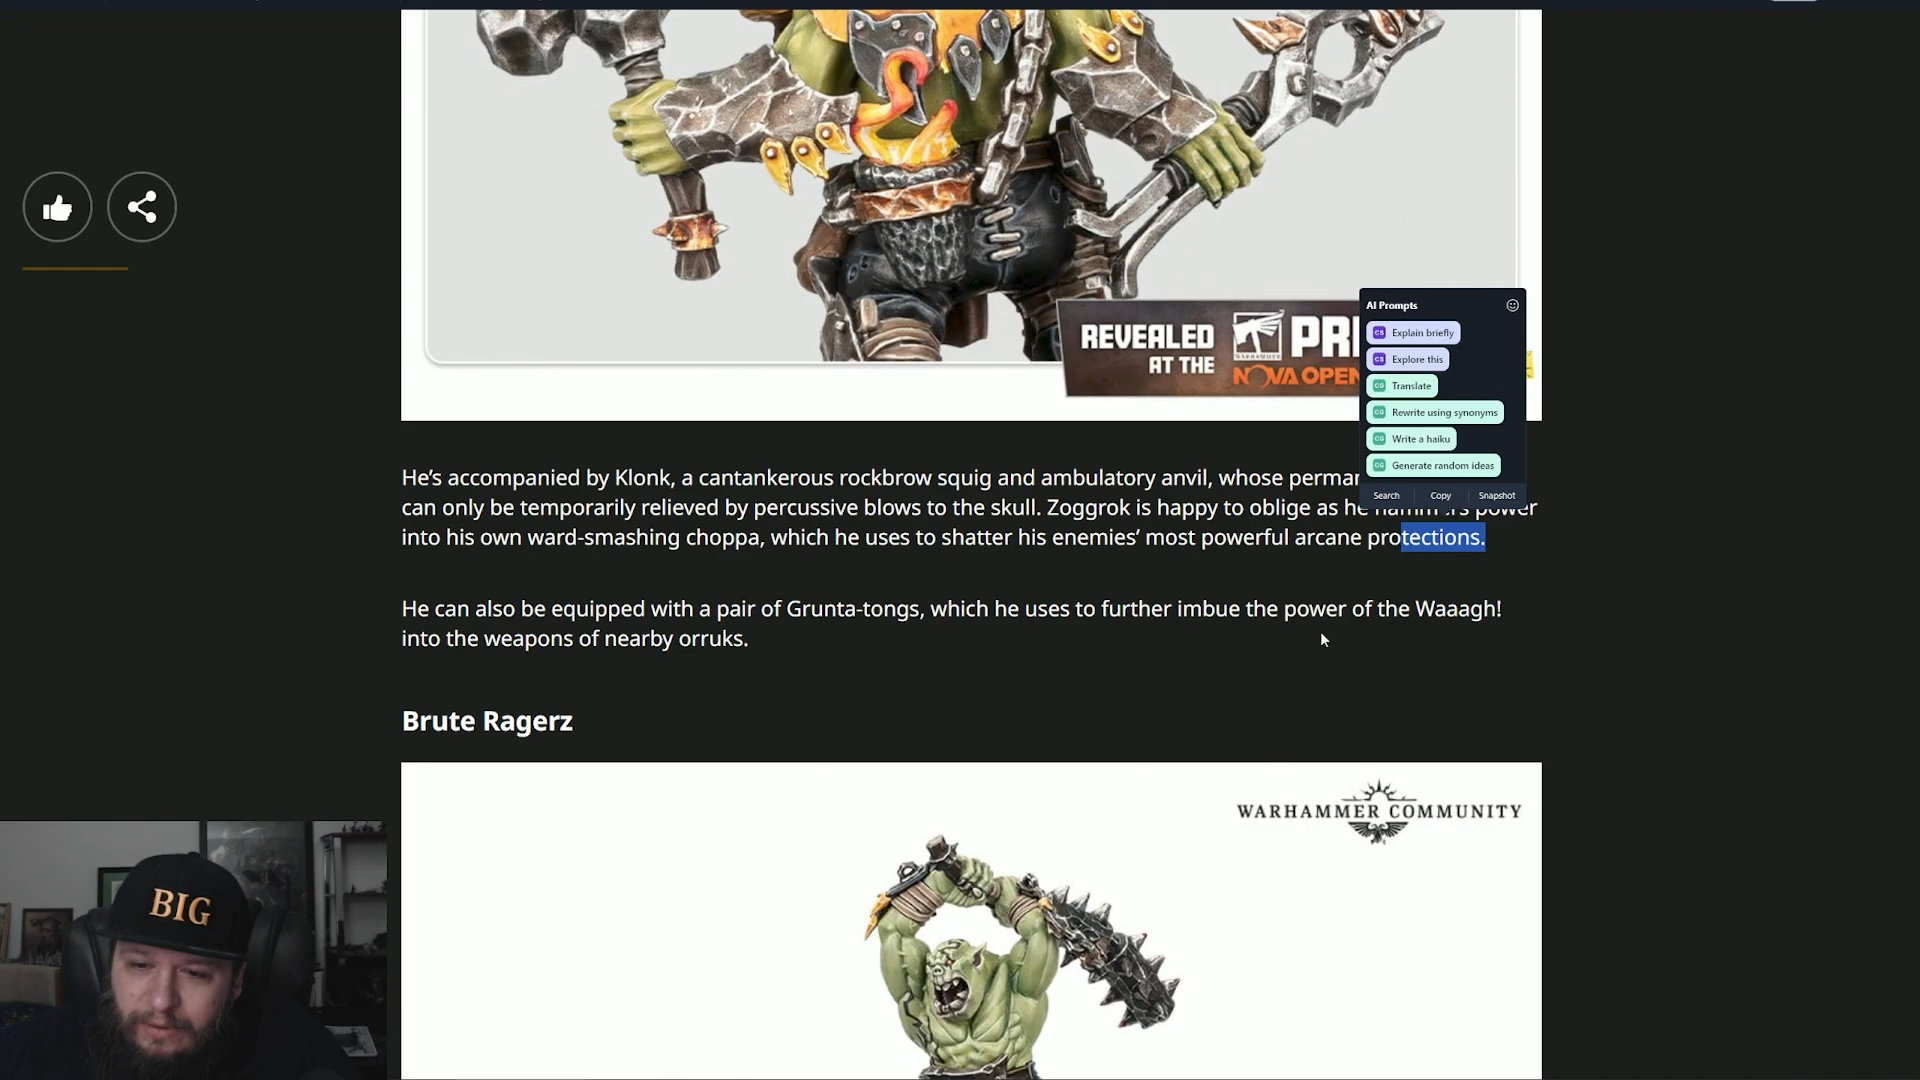 REVEALED
AT THE
WARHAMMER
NOVA OPEN
AI Prompts
Explain briefly
Explore this
Translate
Rewrite using synonyms
Write a haiku
Generate random ideas
Search Copy Snapshot
He’s accompanied by Klonk, a cantankerous rockbrow squig and ambulatory anvil, whose
can only be temporarily relieved by percussive blows to the skull. Zoggrok is happy to oblige as he hammers power
into his own ward-smashing choppa, which he uses to shatter his enemies’ most powerful arcane protections.
He can also be equipped with a pair of Grunta-tongs, which he uses to further imbue the power of the Waaagh!
into the weapons of nearby orruks.
Brute Ragerz
WARHAMMER COMMUNITY
BIG